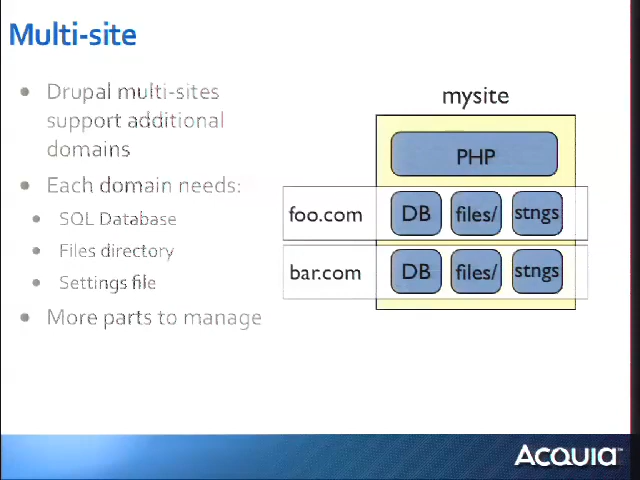 Multi-site
Drupal multi-sites
support additional
domains
Each domain needs:
SQL Database
Files directory
Settings file
More parts to manage
mysite
PHP
foo.com DB files/ stngs
bar.com DB files/ stngs
ACQUIA™